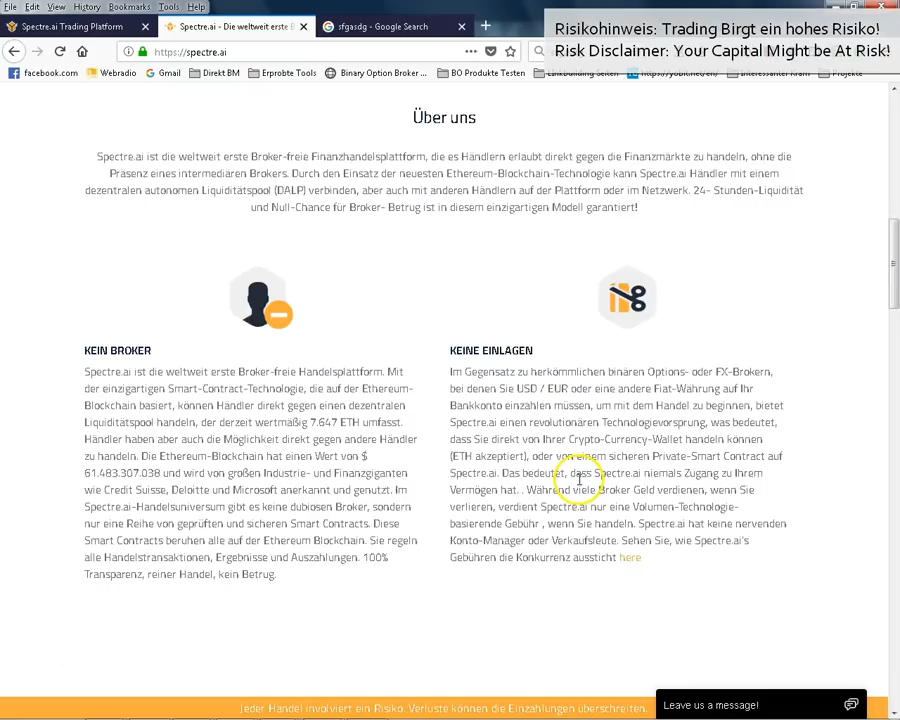 File Edit View History Bookmarks Tools Help
Spectre.ai Trading Platform
Spectre.ai - Die weltweit erste B
sfgasdg - Google Search
Risikohinweis: Trading Birgt ein hohes Risiko!
Risk Disclaimer: Your Capital Might be At Risk!
https://spectre.ai
facebook.com Webradio Gmail Direkt BM Erprobte Tools Binary Option Broker ... BO Produkte Testen Linkbuilding Seiten https://yobit.net/en/ Interessanter Kram Projekte
Über uns
Spectre.ai ist die weltweit erste Broker-freie Finanzhandelsplattform, die es Händlern erlaubt direkt gegen die Finanzmärkte zu handeln, ohne die
Präsenz eines intermediären Brokers. Durch den Einsatz der neuesten Ethereum-Blockchain-Technologie kann Spectre.ai Händler mit einem
dezentralen autonomen Liquiditätspool (DALP) verbinden, aber auch mit anderen Händlern auf der Plattform oder im Netzwerk. 24- Stunden-Liquidität
und Null-Chance für Broker- Betrug ist in diesem einzigartigen Modell garantiert!
KEIN BROKER
Spectre.ai ist die weltweit erste Broker-freie Handelsplattform. Mit
der einzigartigen Smart-Contract-Technologie, die auf der Ethereum-
Blockchain basiert, können Händler direkt gegen einen dezentralen
Liquiditätspool handeln, der derzeit wertmäßig 7.647 ETH umfasst.
Händler haben aber auch die Möglichkeit direkt gegen andere Händler
zu handeln. Die Ethereum-Blockchain hat einen Wert von $
61.483.307.038 und wird von großen Industrie- und Finanzgiganten
wie Credit Suisse, Deloitte und Microsoft anerkannt und genutzt. Im
Spectre.ai-Handelsuniversum gibt es keine dubiosen Broker, sondern
nur eine Reihe von geprüften und sicheren Smart Contracts. Diese
Smart Contracts beruhen alle auf der Ethereum Blockchain. Sie regeln
alle Handelstransaktionen, Ergebnisse und Auszahlungen. 100%
Transparenz, reiner Handel, kein Betrug.
KEINE EINLAGEN
Im Gegensatz zu herkömmlichen binären Options- oder FX-Brokern,
bei denen Sie USD / EUR oder eine andere Fiat-Währung auf Ihr
Bankkonto einzahlen müssen, um mit dem Handel zu beginnen, bietet
Spectre.ai einen revolutionären Technologievorsprung, was bedeutet,
dass Sie direkt von Ihrer Crypto-Currency-Wallet handeln können
(ETH akzeptiert), oder von einem sicheren Private-Smart Contract auf
Spectre.ai. Das bedeutet, dass Spectre.ai niemals Zugang zu Ihrem
Vermögen hat. . Während Broker Geld verdienen, wenn Sie
verlieren, verdient Spectre.ai nur eine Volumen-Technologie-
basierende Gebühr , wenn Sie handeln. Spectre.ai hat keine nervenden
Konto-Manager oder Verkaufsleute. Sehen Sie, wie Spectre.ai's
Gebühren die Konkurrenz aussticht here
Jeder Handel involviert ein Risiko. Verluste können die Einzahlungen überschreiten.
Leave us a message!